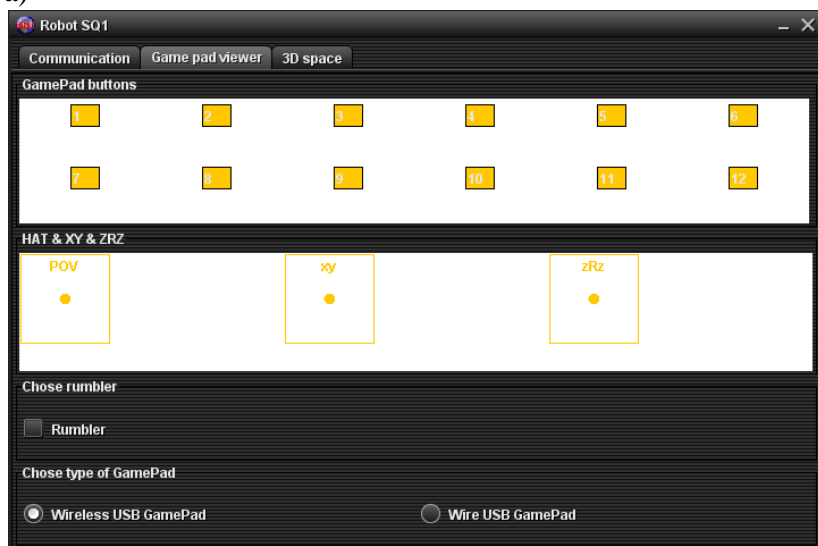 a)
Robot SQ1
Communication Game pad viewer 3D space
GamePad buttons
1 2 3 4 5 6
7 8 9 10 11 12
HAT & XY & ZRZ
POV xy zRz
Chose rumbler
Rumbler
Chose type of GamePad
Wireless USB GamePad Wire USB GamePad